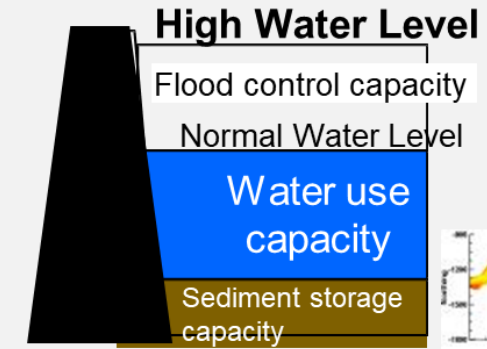 High Water Level
Flood control capacity
Normal Water Level
Water use
capacity
Sediment storage
capacity